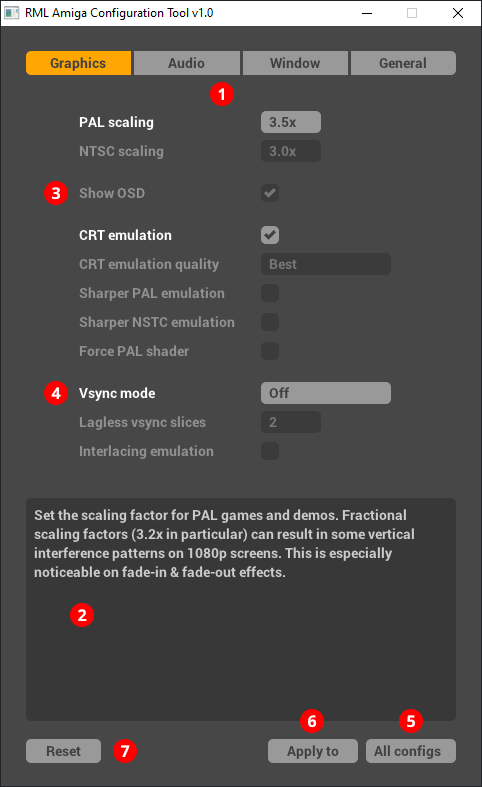 RML Amiga Configuration Tool v1.0
Graphics Audio Window General
1
PAL scaling 3.5x
NTSC scaling 3.0x
3 Show OSD
CRT emulation
CRT emulation quality Best
Sharper PAL emulation
Sharper NSTC emulation
Force PAL shader
4 Vsync mode Off
Lagless vsync slices 2
Interlacing emulation
Set the scaling factor for PAL games and demos. Fractional
scaling factors (3.2x in particular) can result in some vertical
interference patterns on 1080p screens. This is especially
noticeable on fade-in & fade-out effects.
2
6 5
Reset 7 Apply to All configs